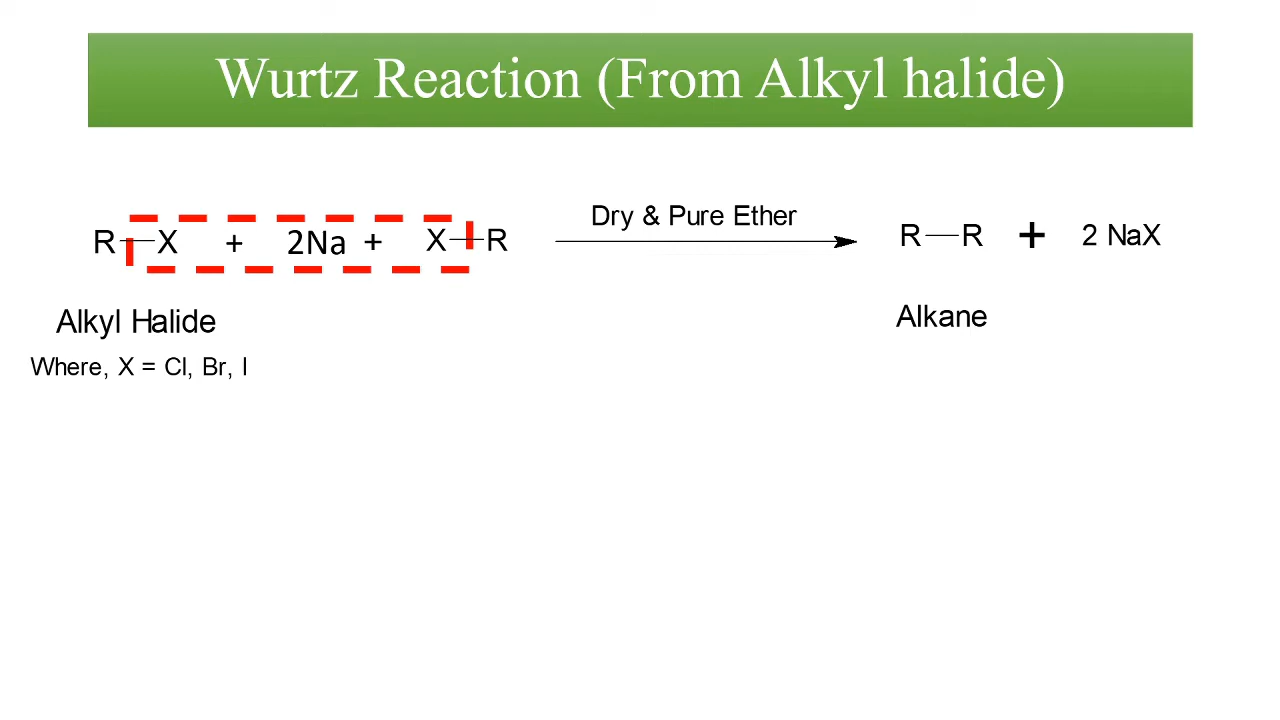 Wurtz Reaction (From Alkyl halide)
R—X + 2Na + X—R Dry & Pure Ether R—R + 2 NaX
Alkyl Halide Alkane
Where, X = Cl, Br, I